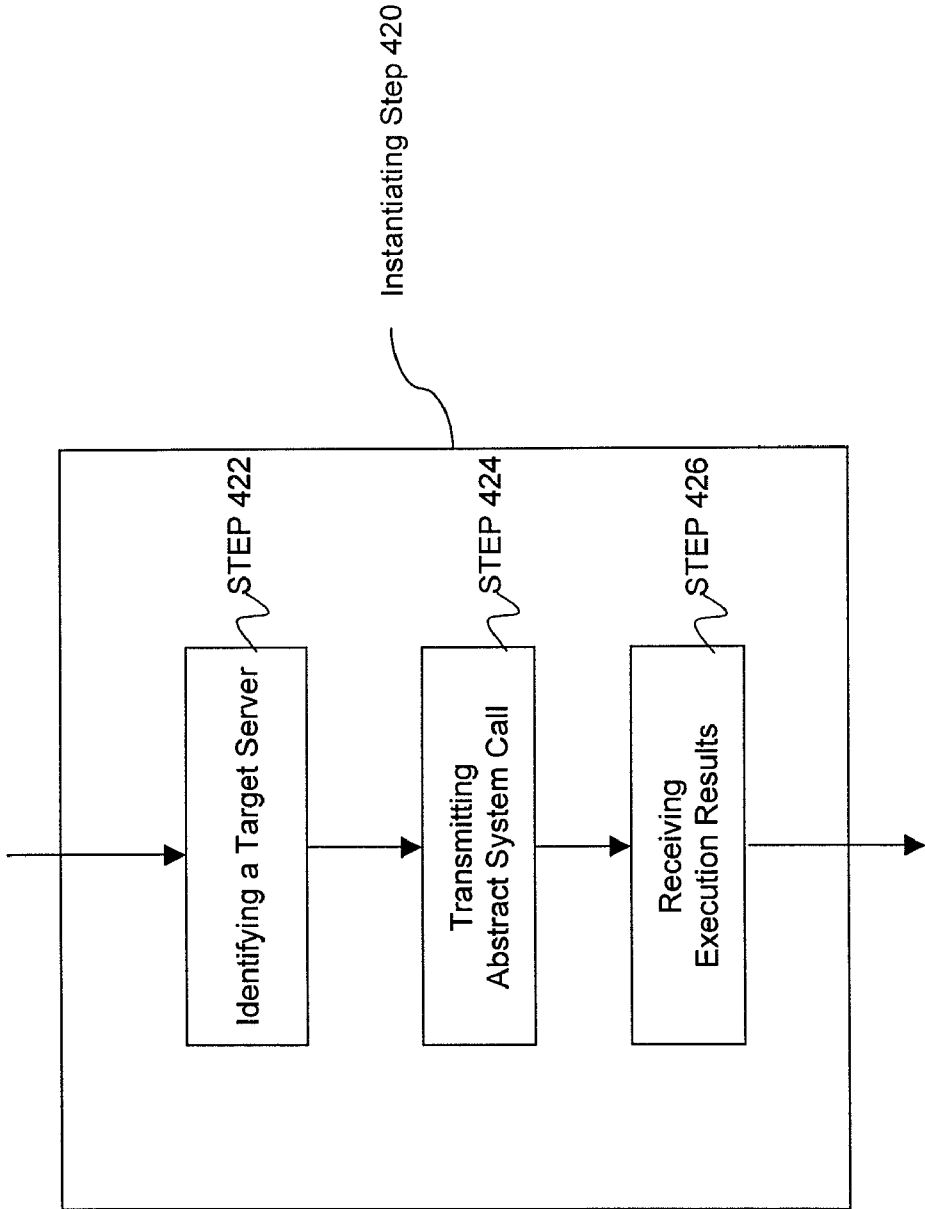 Identifying a Target Server
STEP 422
Transmitting
Abstract System Call
STEP 424
Receiving
Execution Results
STEP 426
Instantiating Step 420